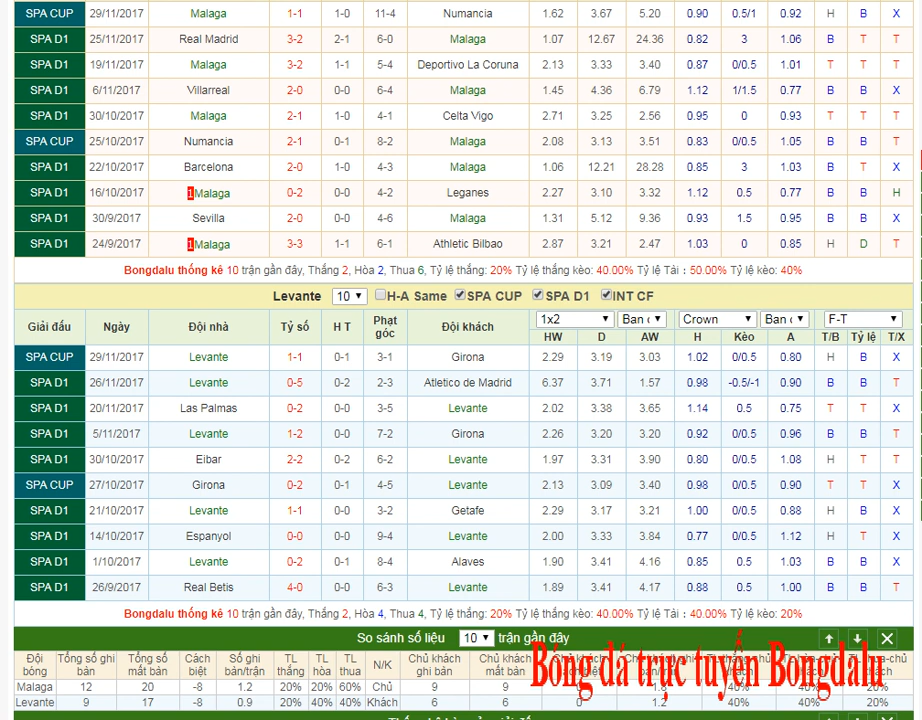 SPA CUP 29/11/2017 Malaga 1-1 1-0 11-4 Numancia 1.62 3.67 5.20 0.90 0.5/1 0.92 H B X
SPA D1 25/11/2017 Real Madrid 3-2 2-1 6-0 Malaga 1.07 12.67 24.36 0.82 3 1.06 B T T
SPA D1 19/11/2017 Malaga 3-2 1-1 5-4 Deportivo La Coruna 2.13 3.33 3.40 0.87 0/0.5 1.01 T T T
SPA D1 6/11/2017 Villarreal 2-0 0-0 6-4 Malaga 1.45 4.36 6.79 1.12 1/1.5 0.77 B B X
SPA D1 30/10/2017 Malaga 2-1 1-0 4-1 Celta Vigo 2.71 3.25 2.56 0.95 0 0.93 T T T
SPA CUP 25/10/2017 Numancia 2-1 0-1 8-2 Malaga 2.08 3.13 3.51 0.83 0/0.5 1.05 B B T
SPA D1 22/10/2017 Barcelona 2-0 1-0 4-3 Malaga 1.06 12.21 28.28 0.85 3 1.03 B T X
SPA D1 16/10/2017 1 Malaga 0-2 0-0 4-2 Leganes 2.27 3.10 3.32 1.12 0.5 0.77 B B H
SPA D1 30/9/2017 Sevilla 2-0 0-0 4-6 Malaga 1.31 5.12 9.36 0.93 1.5 0.95 B B X
SPA D1 24/9/2017 1 Malaga 3-3 1-1 6-1 Athletic Bilbao 2.87 3.21 2.47 1.03 0 0.85 H D T
Bongdalu thống kê 10 trận gần đây, Thắng 2, Hòa 2, Thua 6, Tỷ lệ thắng: 20% Tỷ lệ thắng kèo: 40.00% Tỷ lệ Tài : 50.00% Tỷ lệ kèo: 40%
Levante 10 H-A Same SPA CUP SPA D1 INT CF
Giải đấu Ngày Đội nhà Tỷ số H T Phạt góc Đội khách 1x2 Ban c Crown Ban c F-T
HW D AW H Kèo A T/B Tỷ lệ T/X
SPA CUP 29/11/2017 Levante 1-1 0-1 3-1 Girona 2.29 3.19 3.03 1.02 0/0.5 0.80 H B X
SPA D1 26/11/2017 Levante 0-5 0-2 2-3 Atletico de Madrid 6.37 3.71 1.57 0.98 -0.5/-1 0.90 B B T
SPA D1 20/11/2017 Las Palmas 0-2 0-0 3-5 Levante 2.02 3.38 3.65 1.14 0.5 0.75 T T X
SPA D1 5/11/2017 Levante 1-2 0-0 7-2 Girona 2.26 3.20 3.20 0.92 0/0.5 0.96 B B T
SPA D1 30/10/2017 Eibar 2-2 0-2 6-2 Levante 1.97 3.31 3.90 0.80 0/0.5 1.08 H T T
SPA CUP 27/10/2017 Girona 0-2 0-1 4-5 Levante 2.13 3.09 3.40 0.98 0/0.5 0.90 T T X
SPA D1 21/10/2017 Levante 1-1 0-0 3-2 Getafe 2.29 3.17 3.21 1.00 0/0.5 0.88 H B X
SPA D1 14/10/2017 Espanyol 0-0 0-0 9-4 Levante 2.00 3.33 3.84 0.77 0/0.5 1.12 H T X
SPA D1 1/10/2017 Levante 0-2 0-1 8-4 Alaves 1.90 3.41 4.16 0.85 0.5 1.03 B B X
SPA D1 26/9/2017 Real Betis 4-0 0-0 6-3 Levante 1.89 3.41 4.17 0.88 0.5 1.00 B B T
Bongdalu thống kê 10 trận gần đây, Thắng 2, Hòa 4, Thua 4, Tỷ lệ thắng: 20% Tỷ lệ thắng kèo: 40.00% Tỷ lệ Tài : 40.00% Tỷ lệ kèo: 20%
So sánh số liệu 10 trận gần đây
Đội bóng Tổng số ghi bàn Tổng số mất bàn Cách biệt Số ghi bàn/trận TL thắng TL hòa TL thua N/K Chủ khách ghi bàn Chủ khách mất bàn
Malaga 12 20 -8 1.2 20% 20% 60% Chủ 9 9 1.8 40% 40% 20%
Levante 9 17 -8 0.9 20% 40% 40% Khách 6 6 0 1.2 40% 40% 20%
Bóng đá trực tuyến Bongdalu